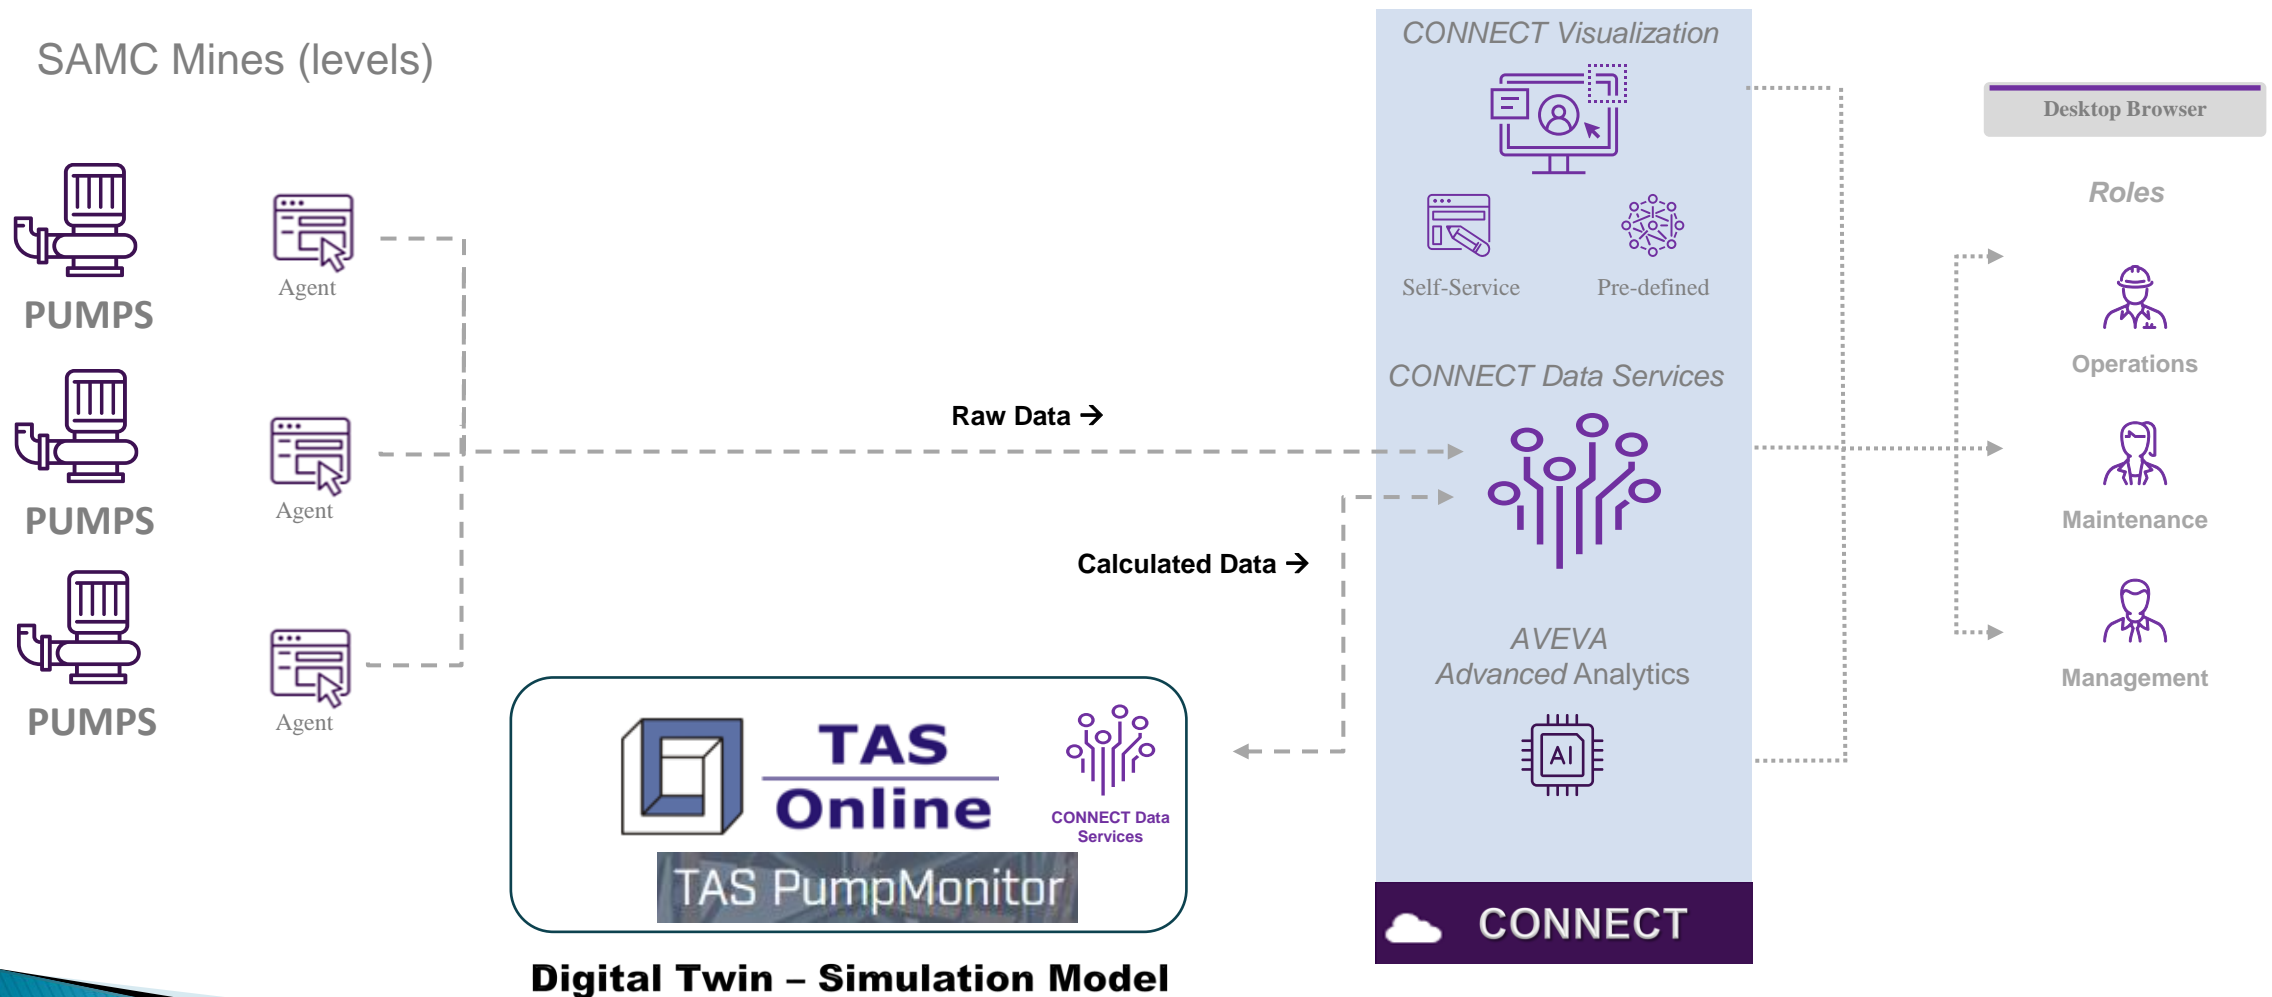 SAMC Mines (levels)
PUMPS
Agent
PUMPS
Agent
PUMPS
Agent
Raw Data →
Calculated Data →
TAS
Online
CONNECT Data
Services
TAS PumpMonitor
Digital Twin – Simulation Model
CONNECT Visualization
Self-Service
Pre-defined
CONNECT Data Services
AVEVA
Advanced Analytics
AI
CONNECT
Desktop Browser
Roles
Operations
Maintenance
Management